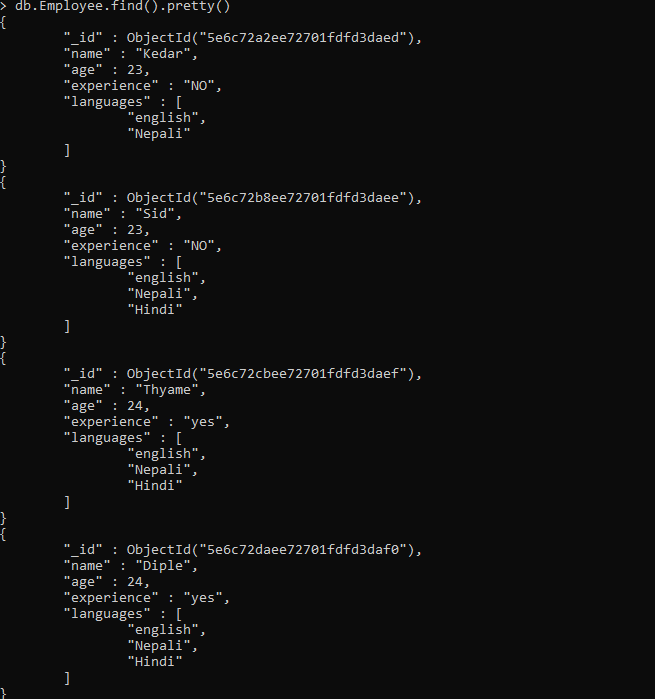 > db.Employee.find().pretty()
{
        "_id" : ObjectId("5e6c72a2ee72701fdfd3daed"),
        "name" : "Kedar",
        "age" : 23,
        "experience" : "NO",
        "languages" : [
                "english",
                "Nepali"
        ]
}
{
        "_id" : ObjectId("5e6c72b8ee72701fdfd3daee"),
        "name" : "Sid",
        "age" : 23,
        "experience" : "NO",
        "languages" : [
                "english",
                "Nepali",
                "Hindi"
        ]
}
{
        "_id" : ObjectId("5e6c72cbee72701fdfd3daef"),
        "name" : "Thyame",
        "age" : 24,
        "experience" : "yes",
        "languages" : [
                "english",
                "Nepali",
                "Hindi"
        ]
}
{
        "_id" : ObjectId("5e6c72daee72701fdfd3daf0"),
        "name" : "Diple",
        "age" : 24,
        "experience" : "yes",
        "languages" : [
                "english",
                "Nepali",
                "Hindi"
        ]
}